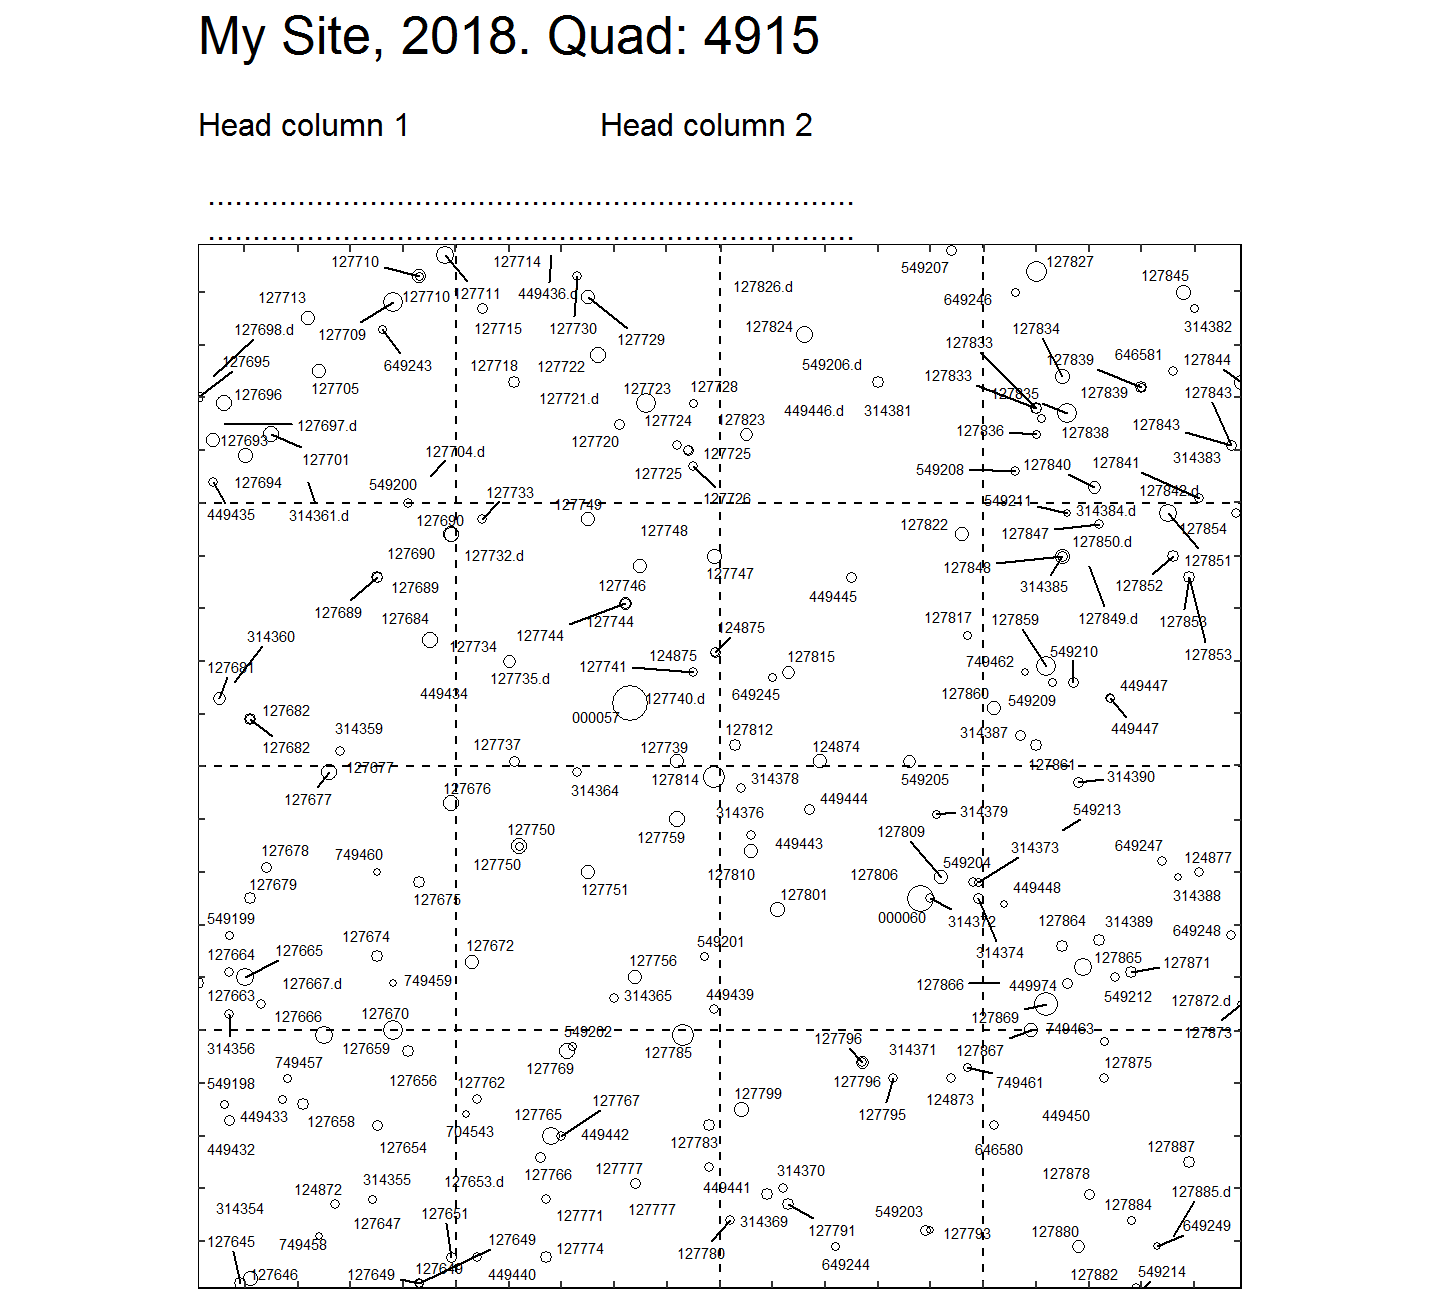 My Site, 2018. Quad: 4915
Head column 1 Head column 2
................................................................................
................................................................................
127710 127714 549207 127827 127845
127713 127710 127711 449436.d 127826.d 649246
127698.d 127709 127715 127730 127729 127824 127834 314382
127695 649243 127718 127722 549206.d 127833 127839 646581 127844
127696 127705 127721.d 127723 127728 127833 127835 127839 127843
127693 127697.d 127720 127724 127823 449446.d 314381 127836 127838 127843
127701 127704.d 127725 127725 549208 127840 127841 314383
127694 549200 127733 127726 549211 127842.d
449435 314361.d 127690 127749 127748 127822 127847 314384.d 127854
127690 127732.d 127747 127848 127850.d 127851
127689 127746 449445 314385 127852
127689 127684 127744 127744 124875 127817 127859 127849.d 127853
314360 127734 127741 124875 127815 749462 549210 127853
127681 449434 127735.d 127740.d 649245 127860 549209 449447
127682 000057 127812 314387 449447
127682 314359 127737 127739 124874 127861
127677 127677 314364 127814 314378 549205 314390
127676 314376 449444 314379 549213
127750 127759 449443 127809 314373 649247 124877
127678 749460 127750 127810 127806 549204
127679 127675 127751 127801 449448 314388
549199 000060 314372 127864 314389 649248
127664 127665 127674 127672 549201 314374 127865 127871
127663 127667.d 749459 127756 314365 449439 127866 449974 549212 127872.d
127666 127670 127869 127873
314356 127659 549202 127785 127796 314371 127867 749463
749457 127656 127762 127769 127796 749461 127875
549198 449433 127658 704543 127765 127767 127799 127795 124873 449450
449432 127654 449442 127783 646580 127887
124872 314355 127653.d 127766 127777 314370 127878
314354 127647 127651 127771 127777 449441 314369 127791 549203 127793 127884 127885.d
127645 749458 127649 127774 127780 127880 649249
127646 127649 127649 449440 649244 127882 549214